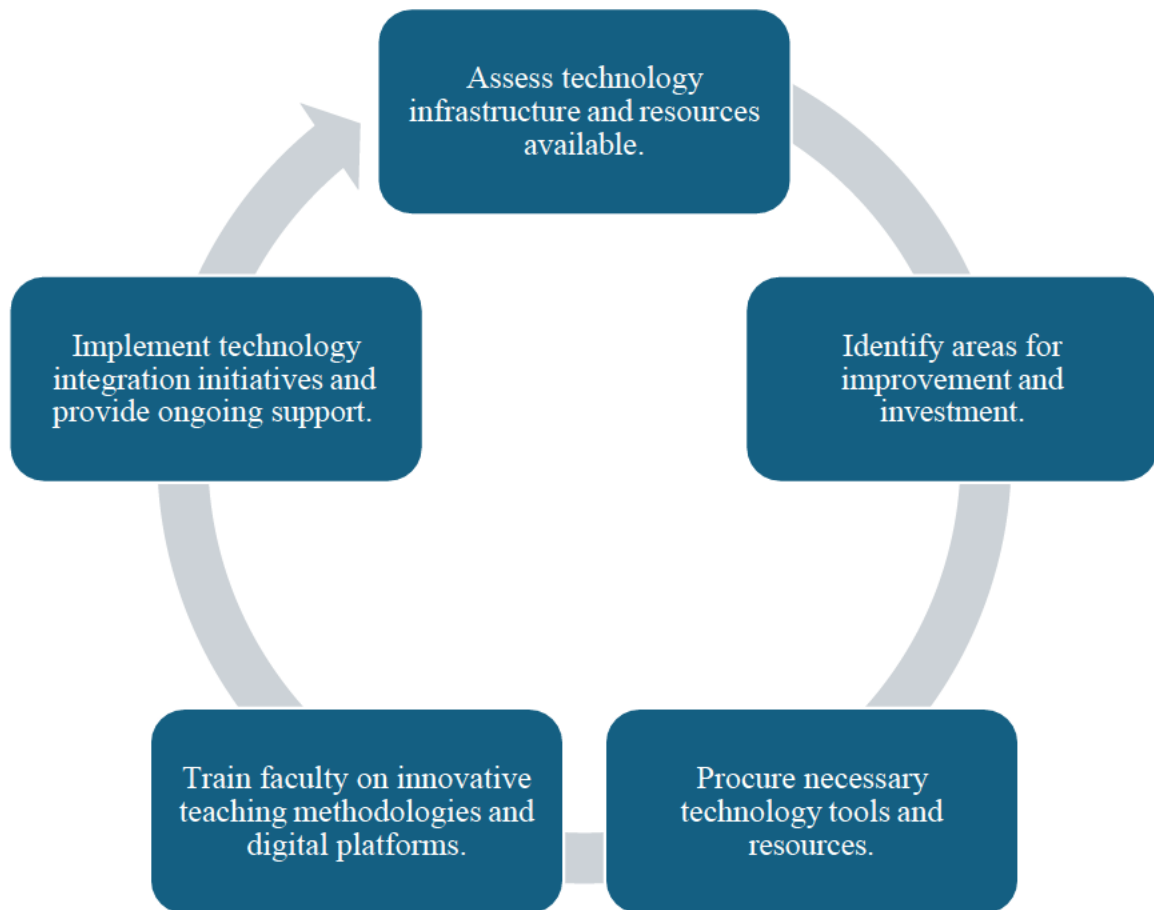 Assess technology
infrastructure and resources
available.
Identify areas for
improvement and
investment.
Procure necessary
technology tools and
resources.
Train faculty on innovative
teaching methodologies and
digital platforms.
Implement technology
integration initiatives and
provide ongoing support.